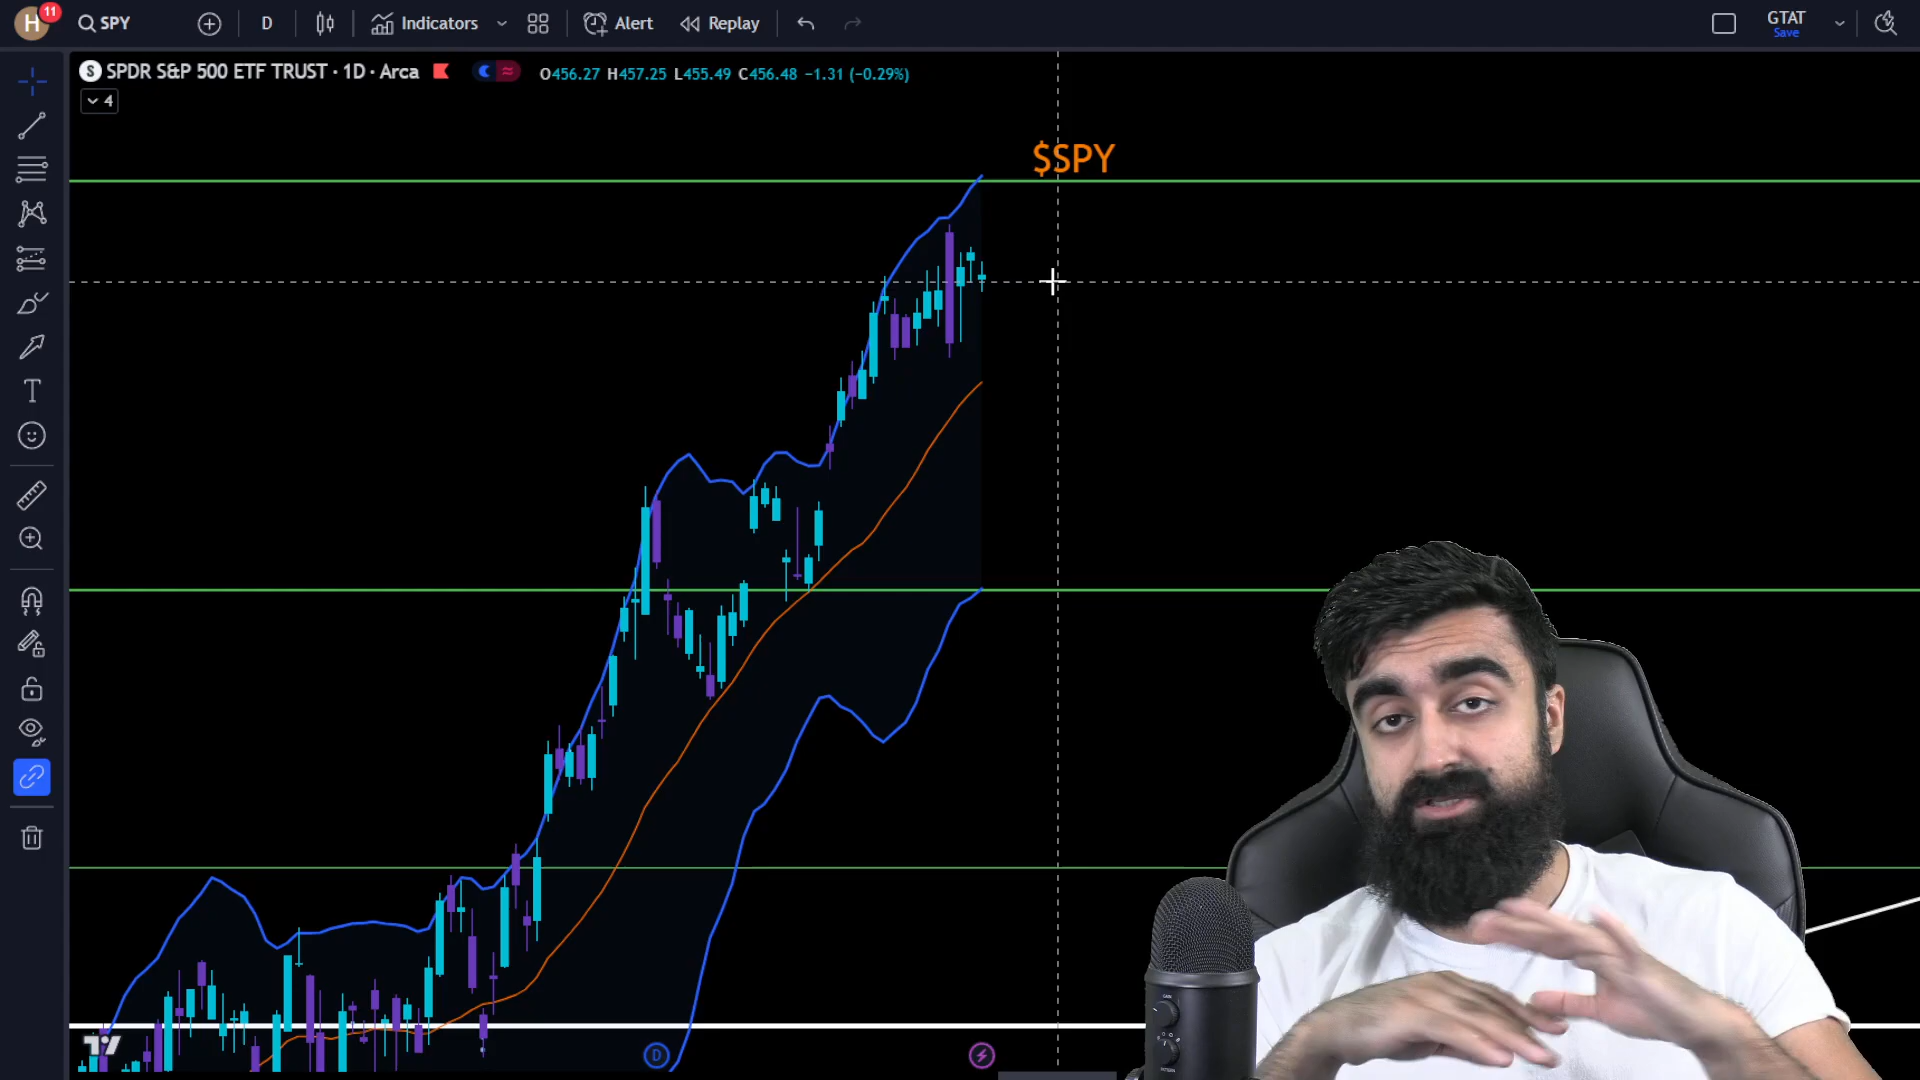 H 11 SPY D Indicators Alert Replay GTAT
Save
S SPDR S&P 500 ETF TRUST · 1D · Arca O456.27 H457.25 L455.49 C456.48 −1.31 (−0.29%)
4
$SPY
D